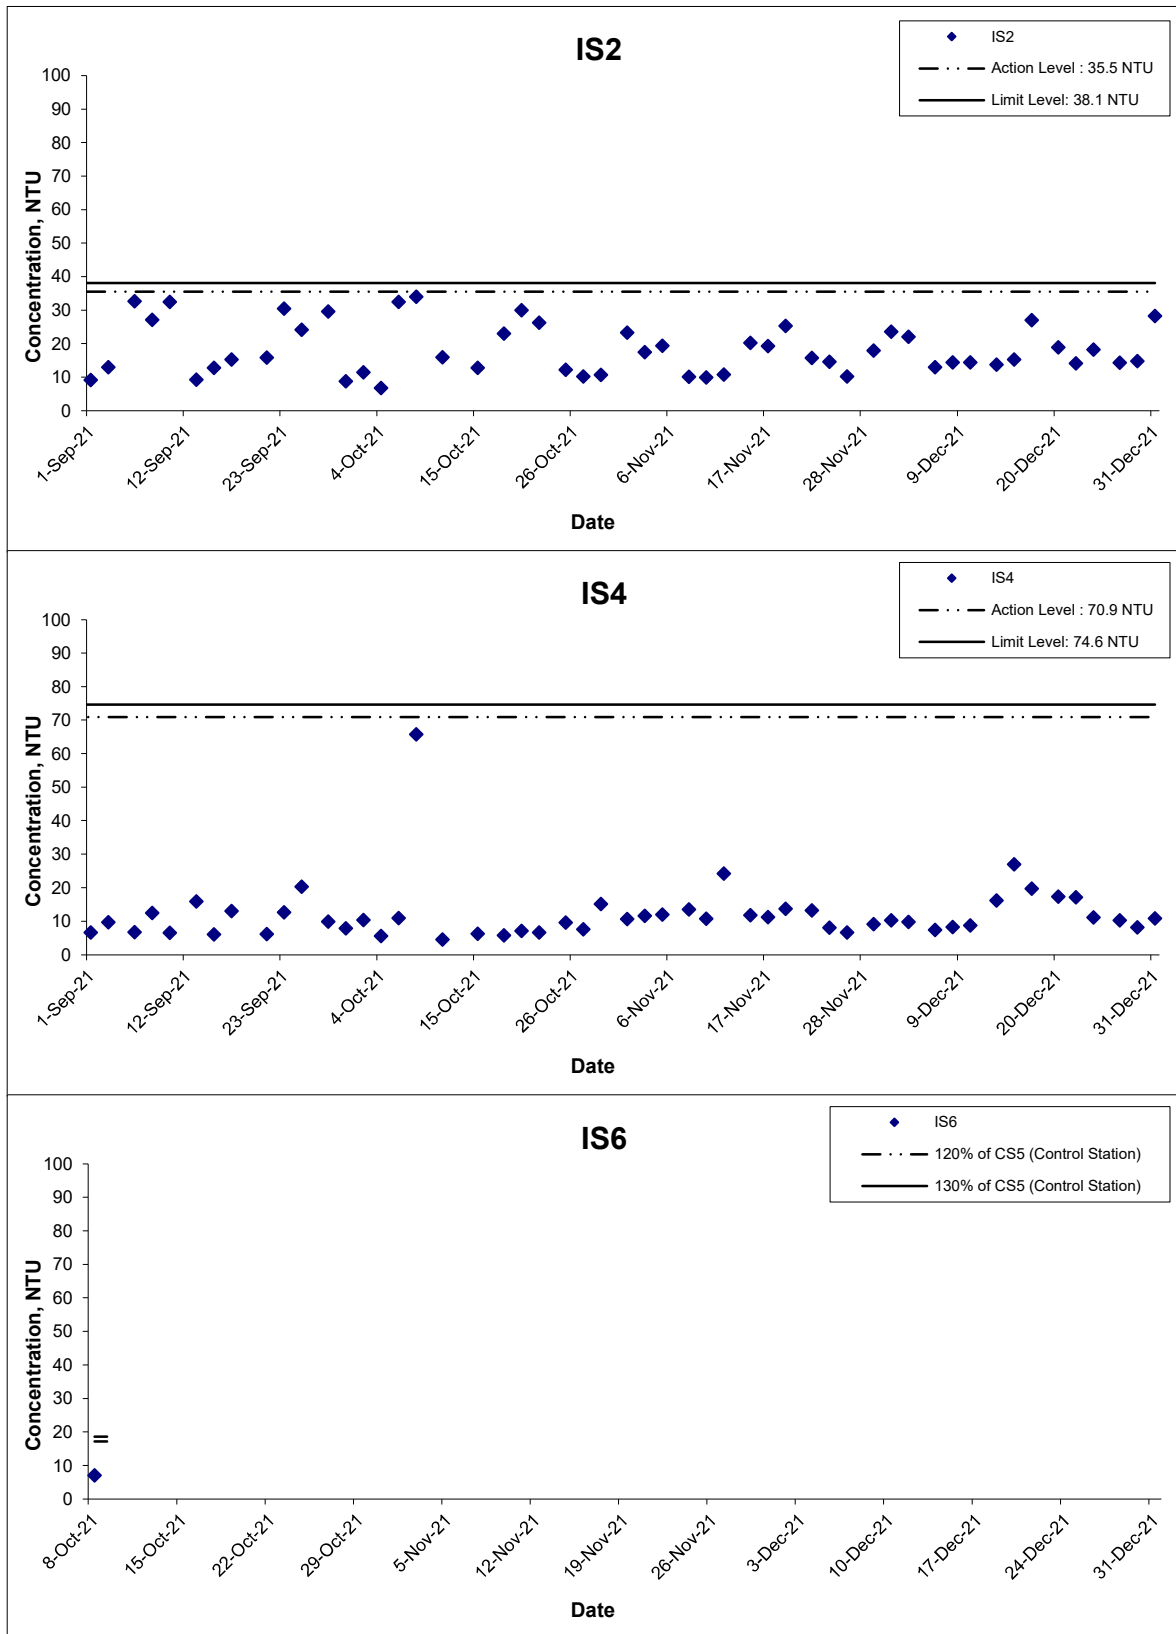 IS2
IS2
Action Level : 35.5 NTU
Limit Level: 38.1 NTU
Concentration, NTU
100
90
80
70
60
50
40
30
20
10
0
1-Sep-21
12-Sep-21
23-Sep-21
4-Oct-21
15-Oct-21
26-Oct-21
6-Nov-21
17-Nov-21
28-Nov-21
9-Dec-21
20-Dec-21
31-Dec-21
Date
IS4
IS4
Action Level : 70.9 NTU
Limit Level: 74.6 NTU
Concentration, NTU
100
90
80
70
60
50
40
30
20
10
0
1-Sep-21
12-Sep-21
23-Sep-21
4-Oct-21
15-Oct-21
26-Oct-21
6-Nov-21
17-Nov-21
28-Nov-21
9-Dec-21
20-Dec-21
31-Dec-21
Date
IS6
IS6
120% of CS5 (Control Station)
130% of CS5 (Control Station)
Concentration, NTU
100
90
80
70
60
50
40
30
20
10
0
8-Oct-21
15-Oct-21
22-Oct-21
29-Oct-21
5-Nov-21
12-Nov-21
19-Nov-21
26-Nov-21
3-Dec-21
10-Dec-21
17-Dec-21
24-Dec-21
31-Dec-21
Date